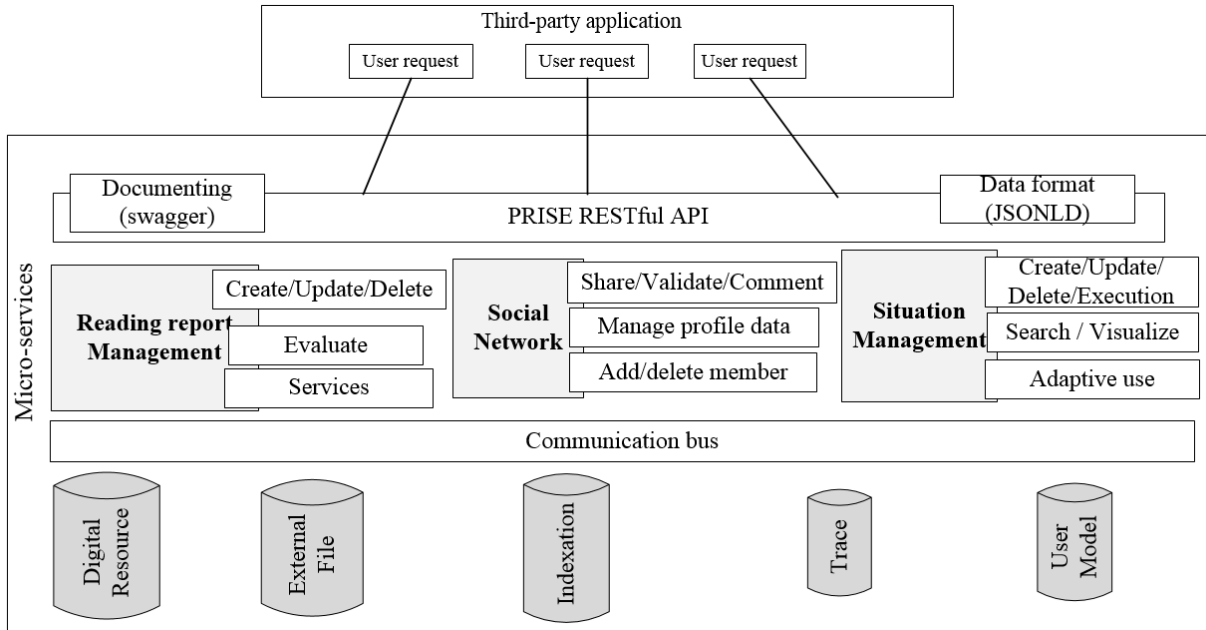 Third-party application
User request
User request
User request
Micro-services
Documenting
(swagger)
PRISE RESTful API
Data format
(JSONLD)
Reading report
Management
Create/Update/Delete
Evaluate
Services
Social
Network
Share/Validate/Comment
Manage profile data
Add/delete member
Situation
Management
Create/Update/
Delete/Execution
Search / Visualize
Adaptive use
Communication bus
Digital
Resource
External
File
Indexation
Trace
User
Model